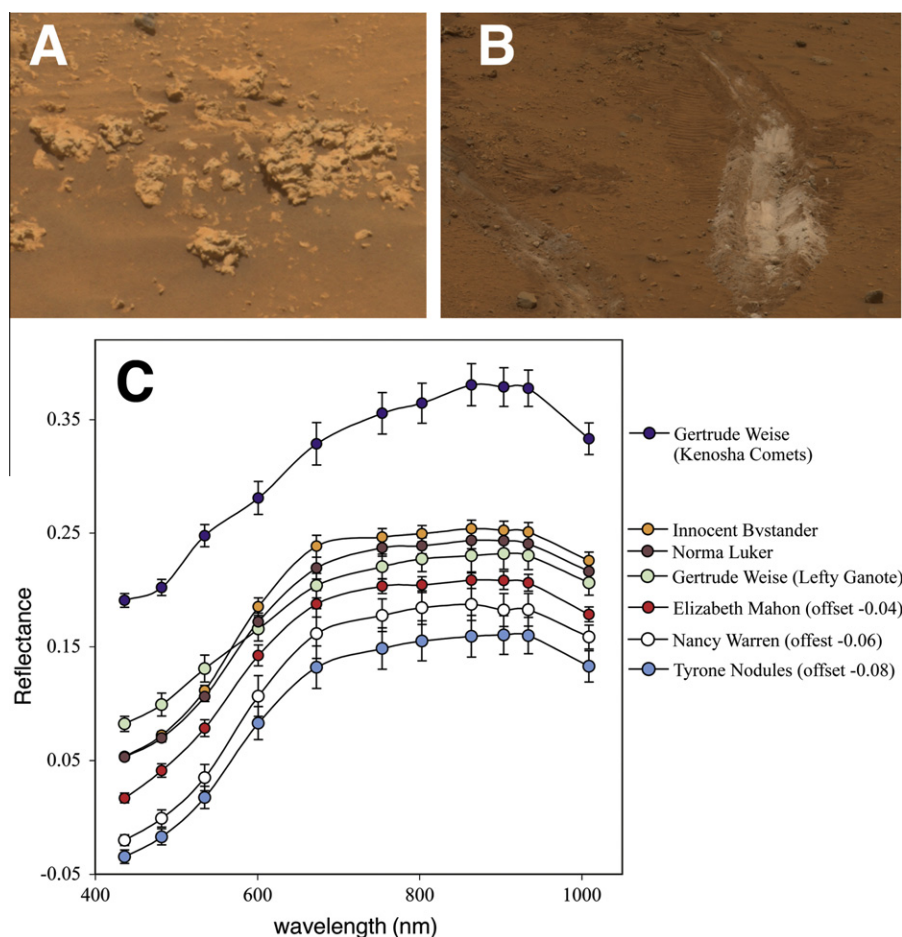 A
B
C
0.35
0.25
0.15
0.05
-0.05
Reflectance
400
600
800
1000
wavelength (nm)
Gertrude Weise
(Kenosha Comets)
Innocent Bvstander
Norma Luker
Gertrude Weise (Lefty Ganote)
Elizabeth Mahon (offset -0.04)
Nancy Warren (offest -0.06)
Tyrone Nodules (offset -0.08)